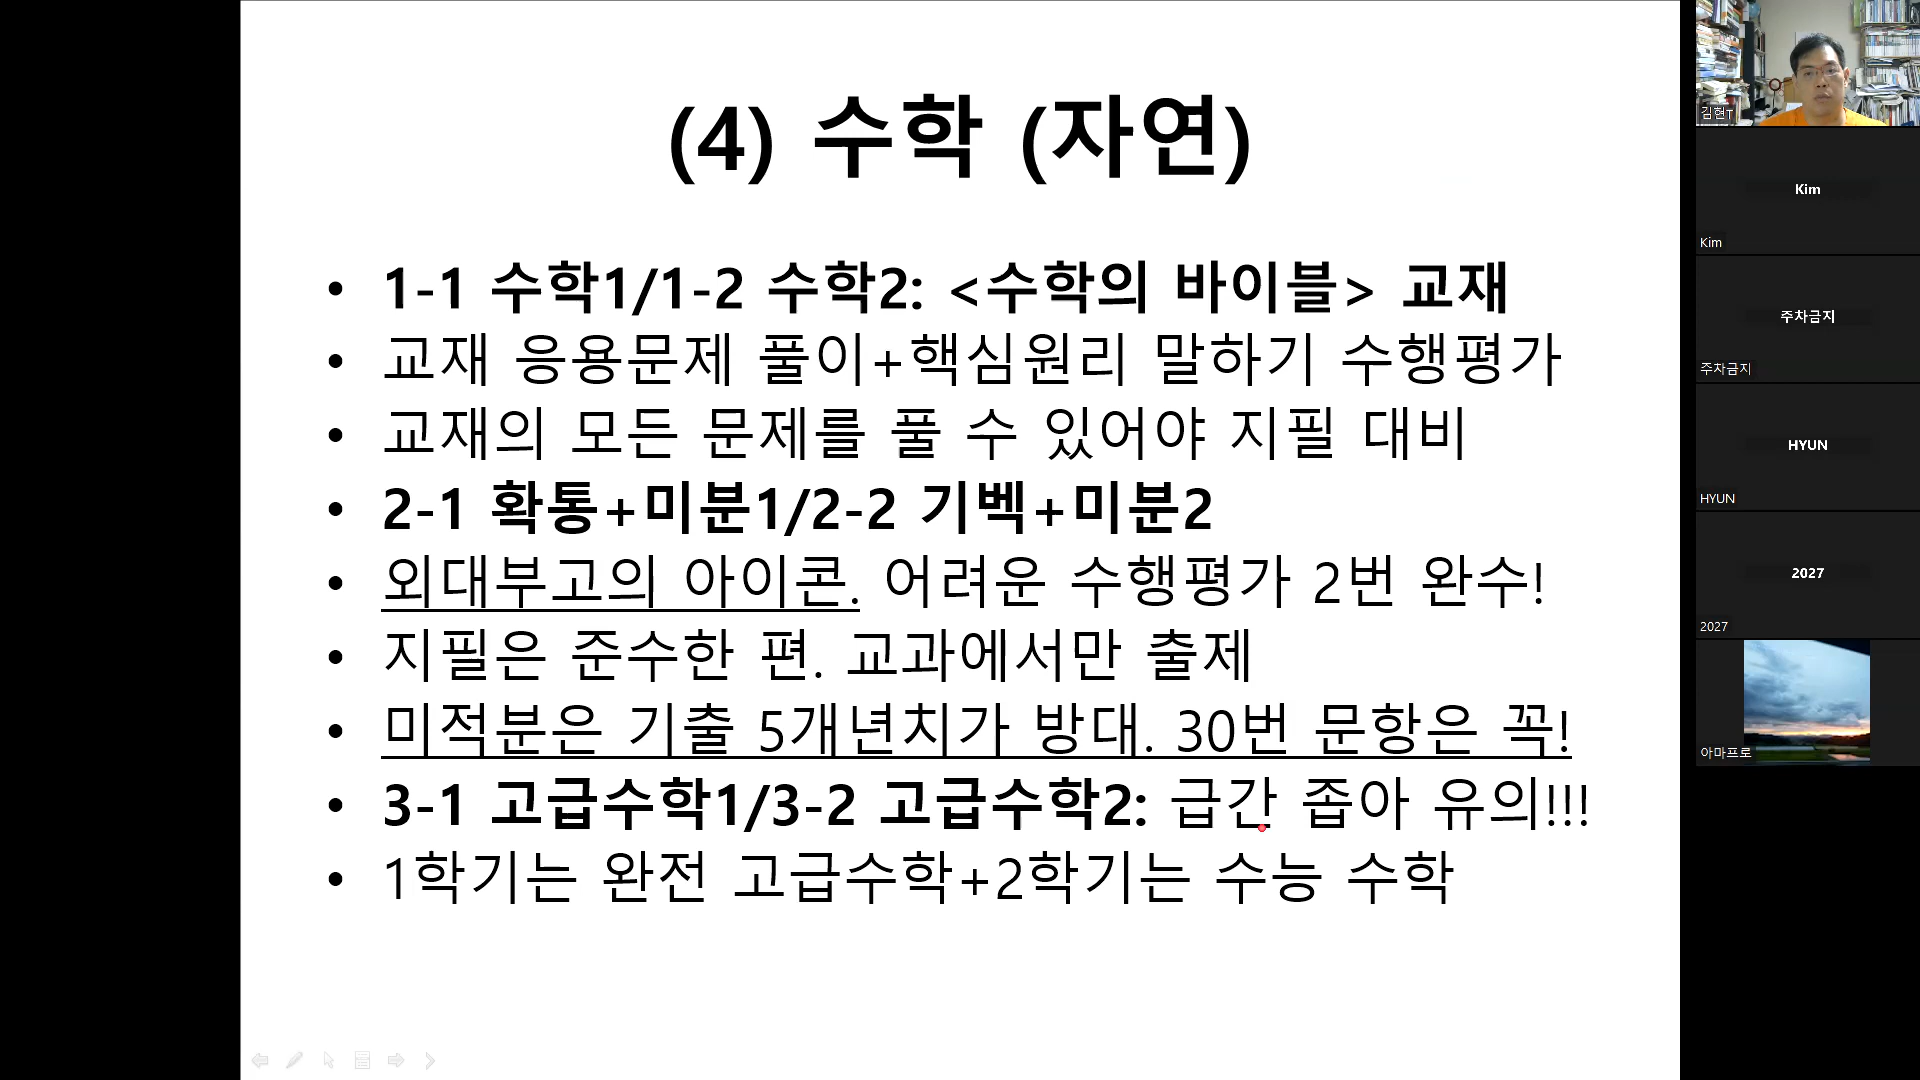 (4) 수학 (자연)
• 1-1 수학1/1-2 수학2: <수학의 바이블> 교재
• 교재 응용문제 풀이+핵심원리 말하기 수행평가
• 교재의 모든 문제를 풀 수 있어야 지필 대비
• 2-1 확통+미분1/2-2 기벡+미분2
• 외대부고의 아이콘. 어려운 수행평가 2번 완수!
• 지필은 준수한 편. 교과에서만 출제
• 미적분은 기출 5개년치가 방대. 30번 문항은 꼭!
• 3-1 고급수학1/3-2 고급수학2: 급간 좁아 유의!!!
• 1학기는 완전 고급수학+2학기는 수능 수학
김현T
Kim
Kim
주차금지
주차금지
HYUN
HYUN
2027
2027
아마프로